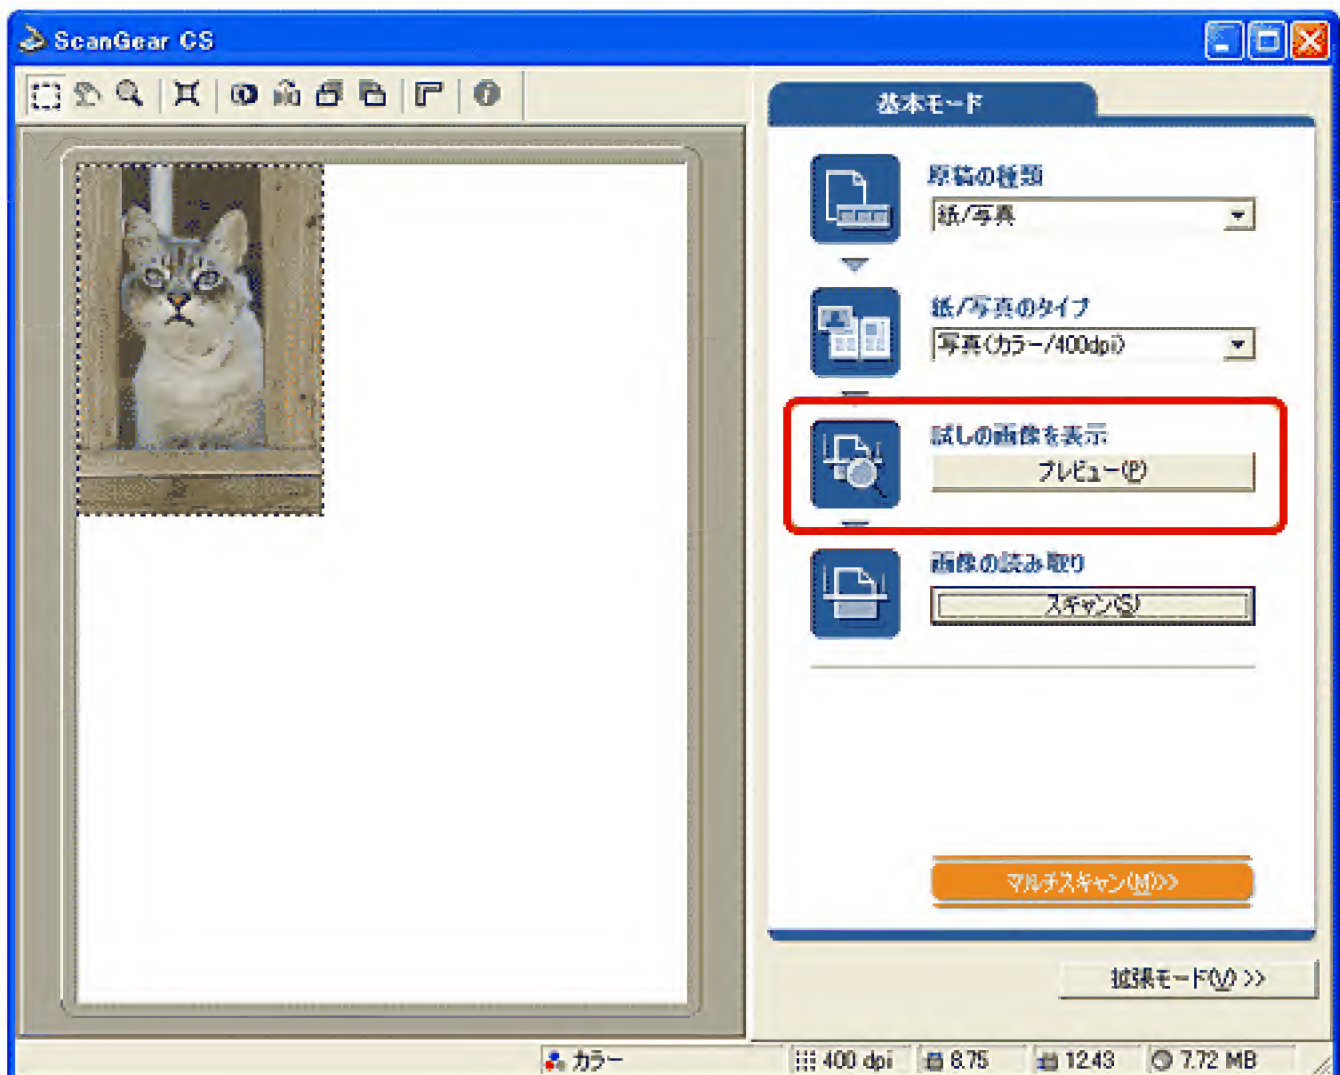 ScanGear CS
基本モード
原稿の種類
紙/写真
紙/写真のタイプ
写真(カラー/400dpi)
試しの画像を表示
プレビュー(P)
画像の読み取り
スキャン(S)
マルチスキャン(M)>>
拡張モード(V) >>
カラー 400 dpi 8.75 12.43 7.72 MB